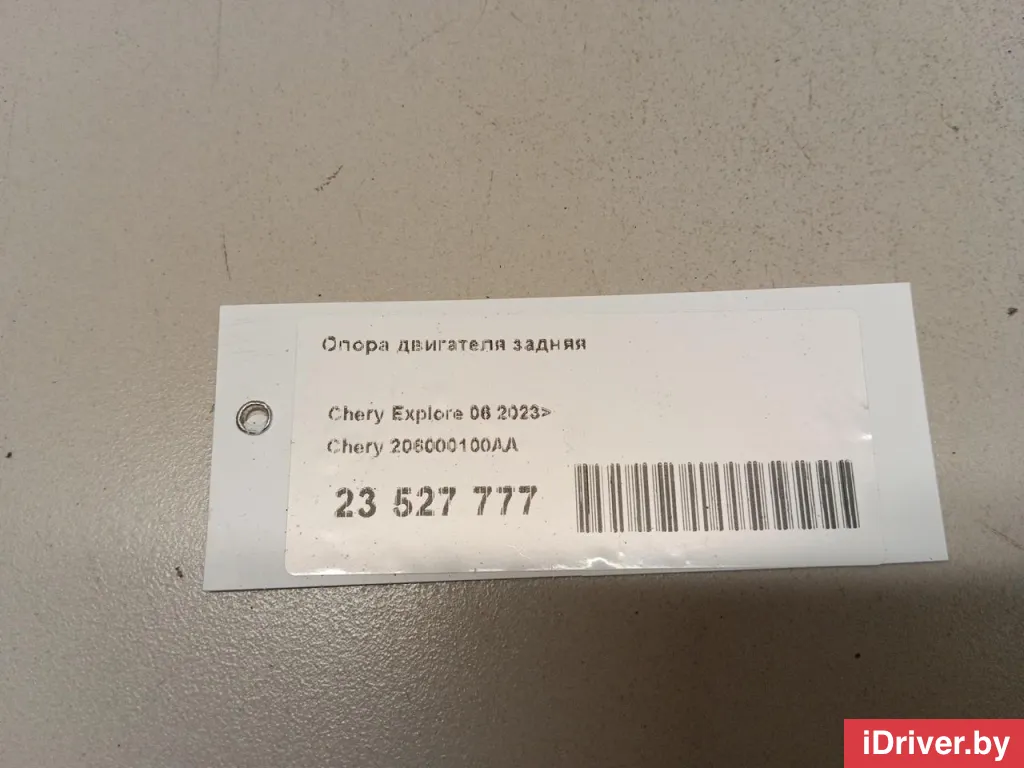 Опора двигателя задняя
Chery Explore 06 2023>
Chery 206000100AA
23 527 777
iDriver.by